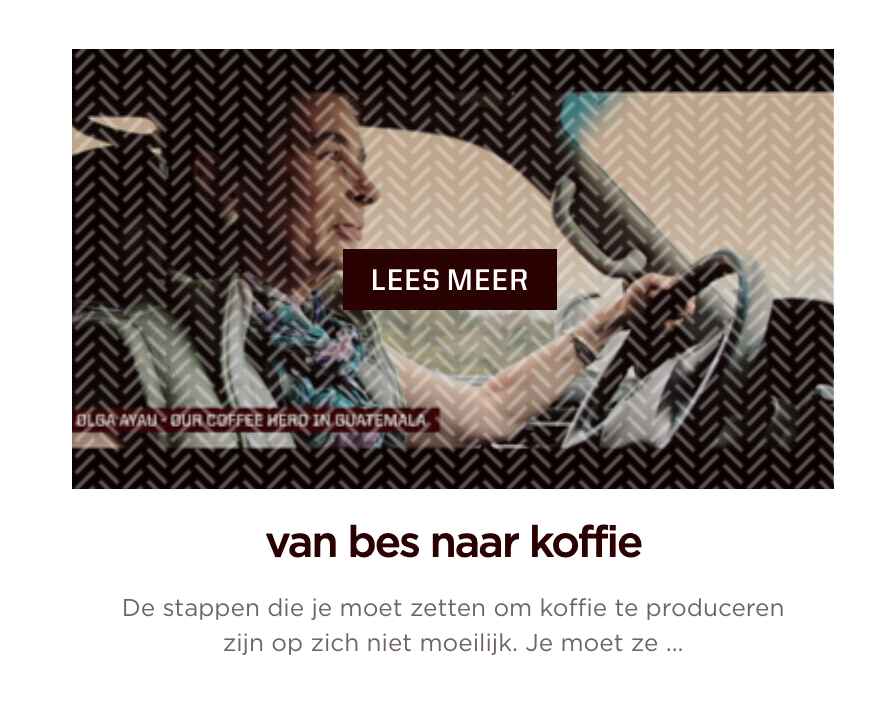 LEES MEER
OLGA AYAU - OUR COFFEE HERO IN GUATEMALA
van bes naar koffie
De stappen die je moet zetten om koffie te produceren
zijn op zich niet moeilijk. Je moet ze ...